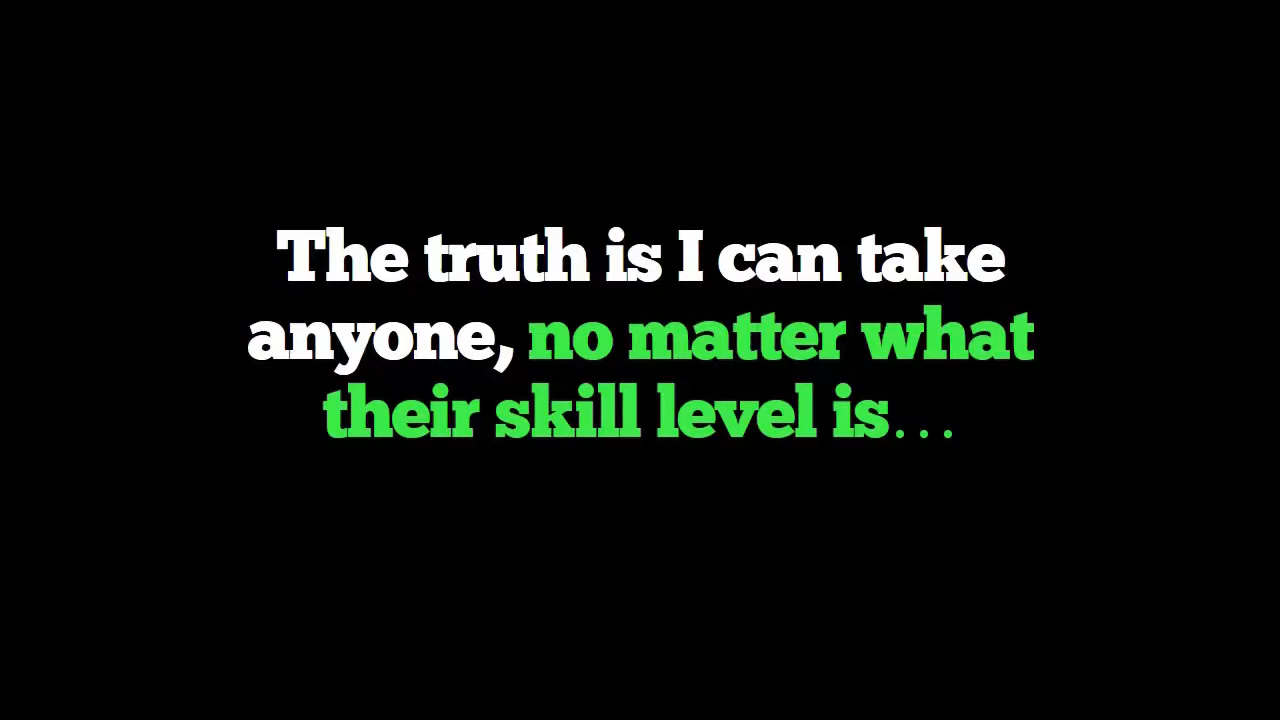 The truth is I can take
anyone, no matter what
their skill level is...